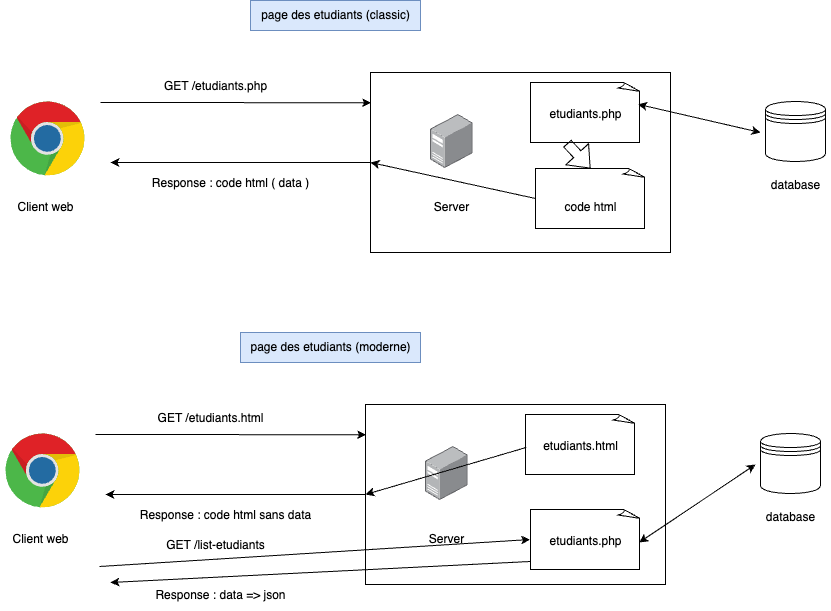 page des etudiants (classic)
GET /etudiants.php
etudiants.php
Response : code html ( data )
code html
Client web
Server
database
page des etudiants (moderne)
GET /etudiants.html
etudiants.html
Response : code html sans data
Client web
Server
database
GET /list-etudiants
etudiants.php
Response : data => json